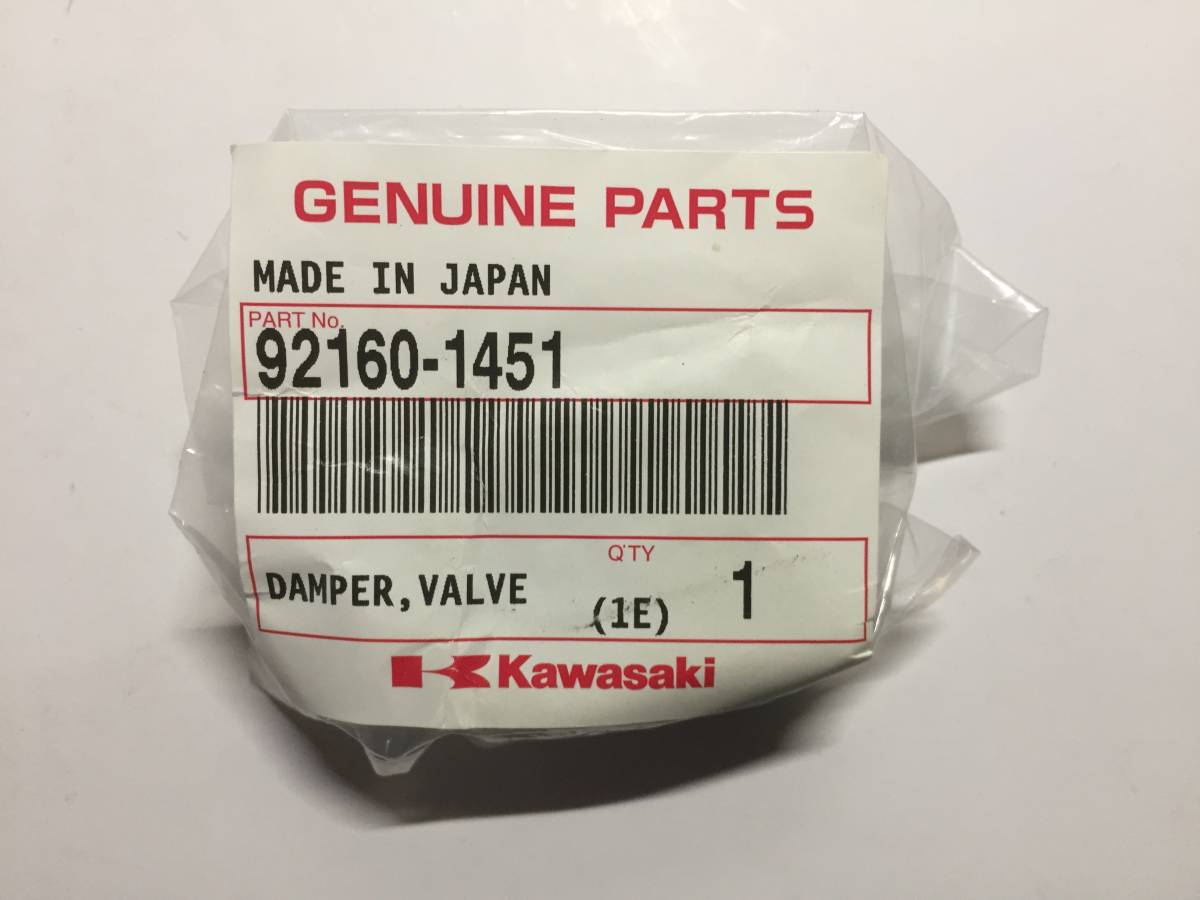 GENUINE PARTS
MADE IN JAPAN
PART No.
92160-1451
Q'TY
DAMPER,VALVE (1E) 1
Kawasaki